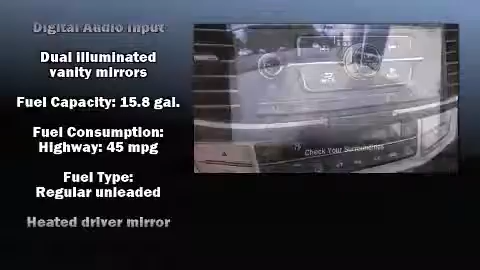 Digital Audio Input
Dual illuminated
vanity mirrors
Fuel Capacity: 15.8 gal.
Fuel Consumption:
Highway: 45 mpg
Fuel Type:
Regular unleaded
Heated driver mirror
Check Your Surroundings